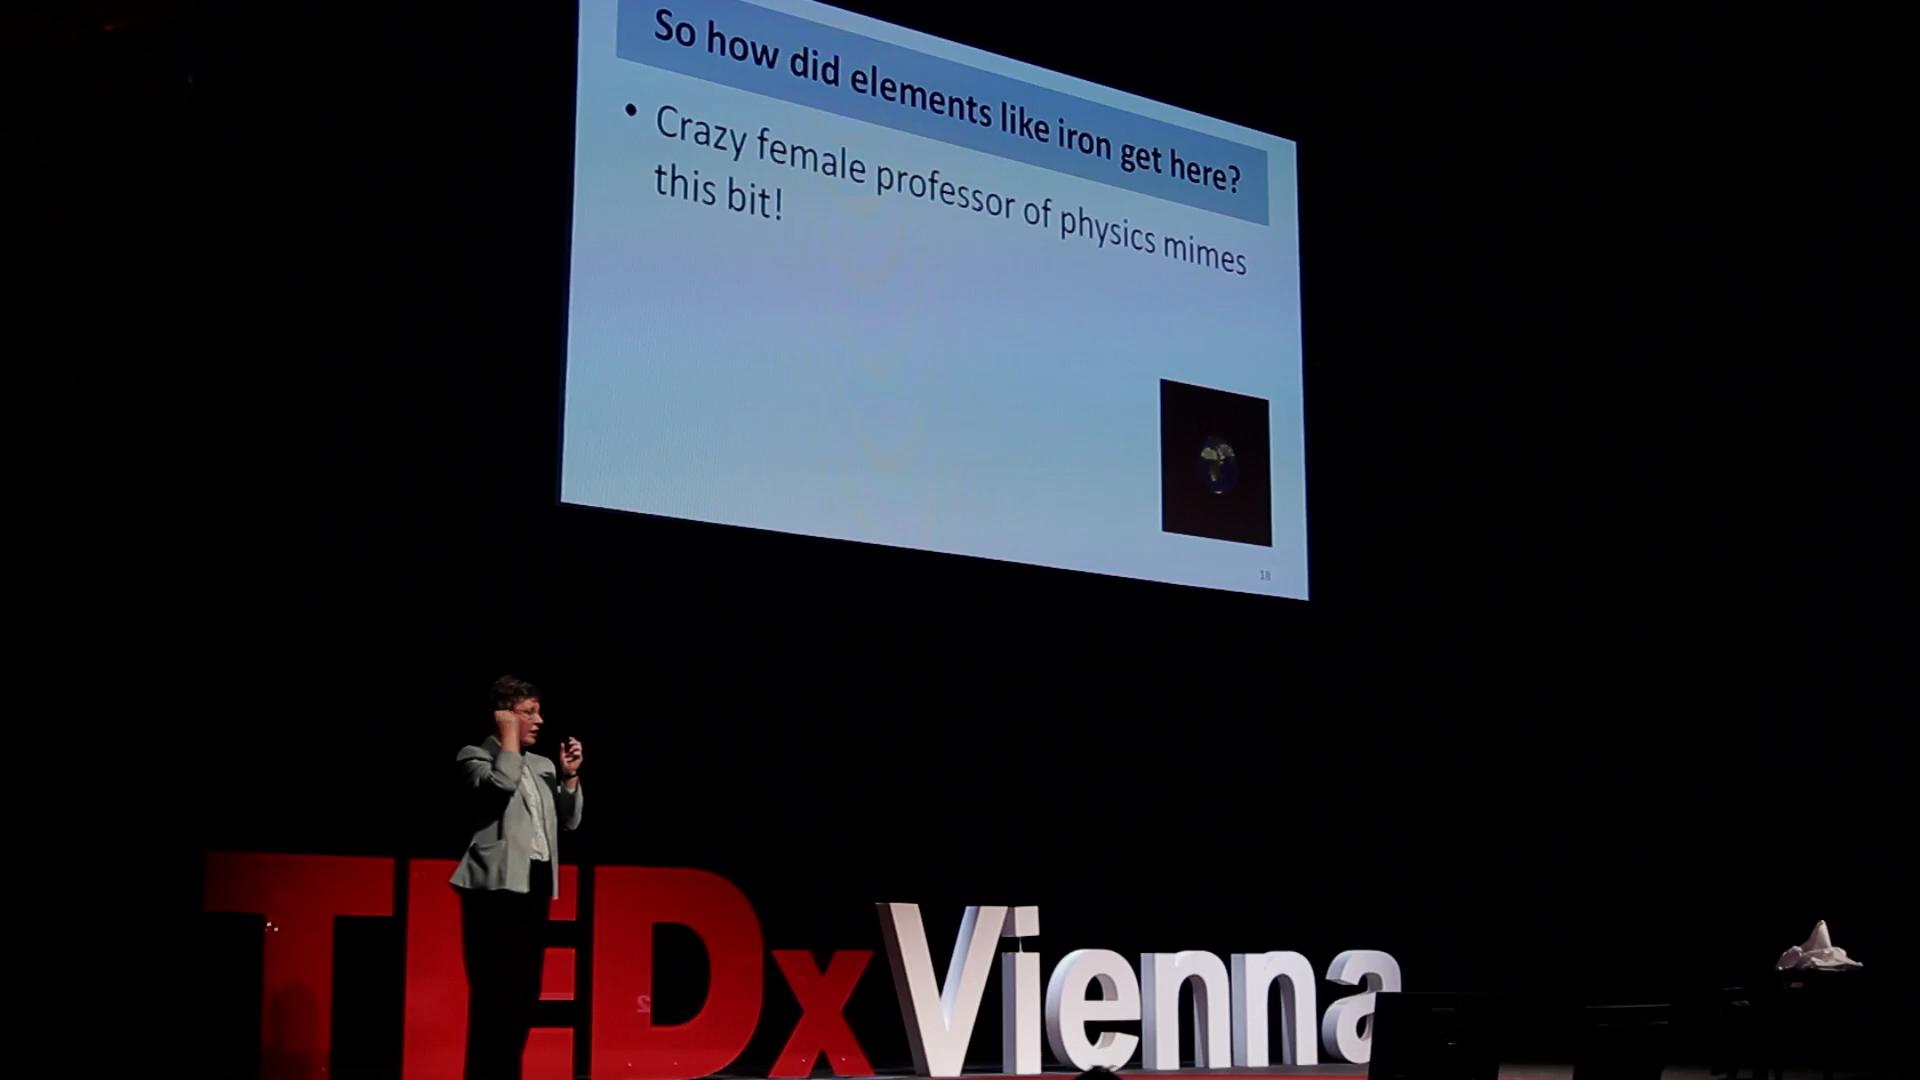 So how did elements like iron get here?
• Crazy female professor of physics mimes
this bit!
18
TEDxVienna